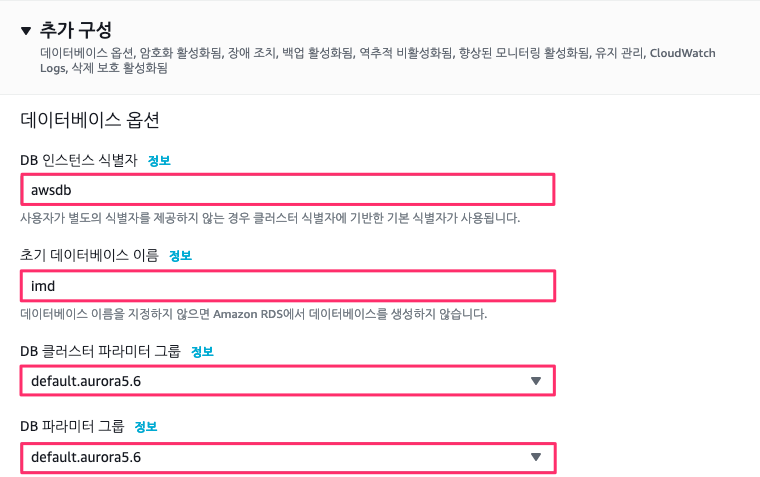 ▼ 추가 구성
데이터베이스 옵션, 암호화 활성화됨, 장애 조치, 백업 활성화됨, 역추적 비활성화됨, 향상된 모니터링 활성화됨, 유지 관리, CloudWatch
Logs, 삭제 보호 활성화됨
데이터베이스 옵션
DB 인스턴스 식별자 정보
awsdb
사용자가 별도의 식별자를 제공하지 않는 경우 클러스터 식별자에 기반한 기본 식별자가 사용됩니다.
초기 데이터베이스 이름 정보
imd
데이터베이스 이름을 지정하지 않으면 Amazon RDS에서 데이터베이스를 생성하지 않습니다.
DB 클러스터 파라미터 그룹 정보
default.aurora5.6 ▼
DB 파라미터 그룹 정보
default.aurora5.6 ▼